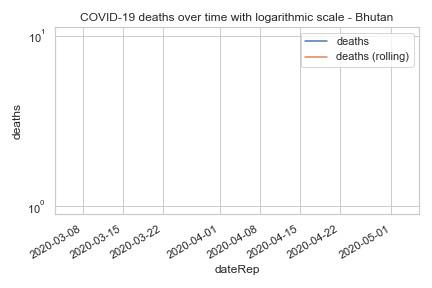 COVID-19 deaths over time with logarithmic scale - Bhutan
deaths
deaths (rolling)
10¹
10⁰
deaths
2020-03-08
2020-03-15
2020-03-22
2020-04-01
2020-04-08
2020-04-15
2020-04-22
2020-05-01
dateRep